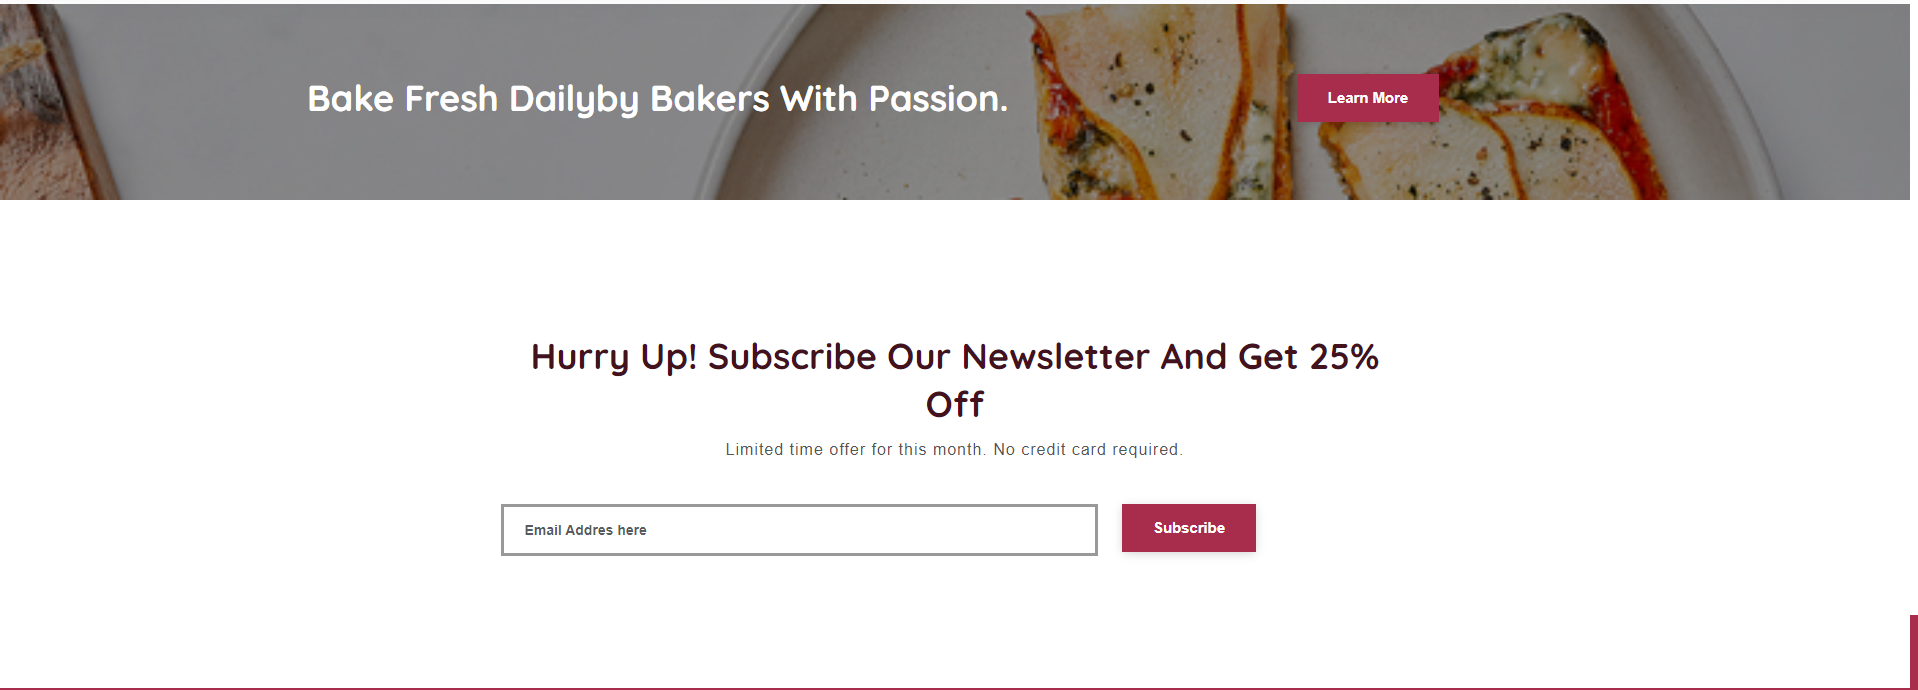 Bake Fresh Dailyby Bakers With Passion.
Learn More
Hurry Up! Subscribe Our Newsletter And Get 25%
Off
Limited time offer for this month. No credit card required.
Email Addres here
Subscribe